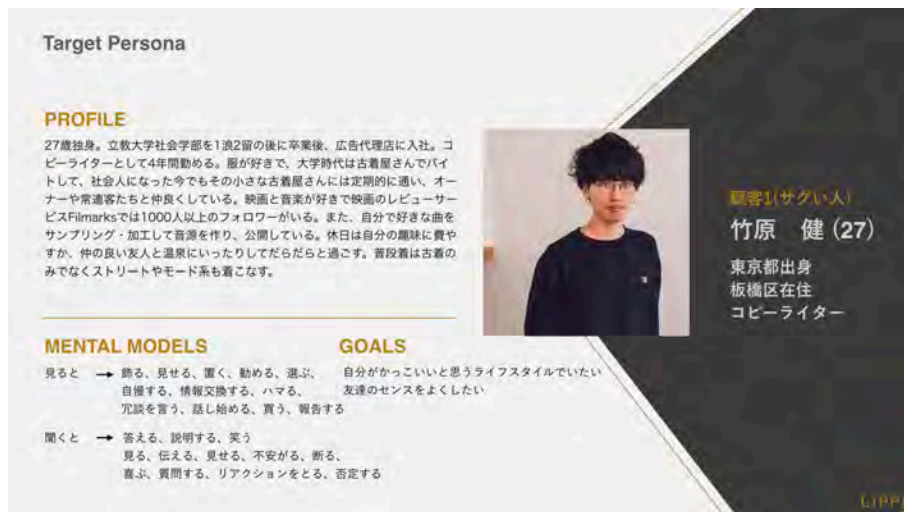 Target Persona
PROFILE
27歳独身。立教大学社会学部を1浪2留の後に卒業後、広告代理店に入社。コ
ピーライターとして4年間勤める。服が好きで、大学時代は古着屋さんでバイ
トして、社会人になった今でもその小さな古着屋さんには定期的に通い、オー
ナーや常連客たちと仲良くしている。映画と音楽が好きで映画のレビューサー
ビスFilmarksでは1000人以上のフォロワーがいる。また、自分で好きな曲を
サンプリング・加工して音源を作り、公開している。休日は自分の趣味に費や
すか、仲の良い友人と温泉にいったりしてだらだらと過ごす。普段着は古着の
みでなくストリートやモード系も着こなす。
顧客1(サグい人)
竹原 健（27）
東京都出身
板橋区在住
コピーライター
MENTAL MODELS
見ると → 飾る、見せる、置く、勧める、選ぶ、
自慢する、情報交換する、ハマる、
冗談を言う、話し始める、買う、報告する
聞くと → 答える、説明する、笑う
見る、伝える、見せる、不安がる、断る、
喜ぶ、質問する、リアクションをとる、否定する
GOALS
自分がかっこいいと思うライフスタイルでいたい
友達のセンスをよくしたい